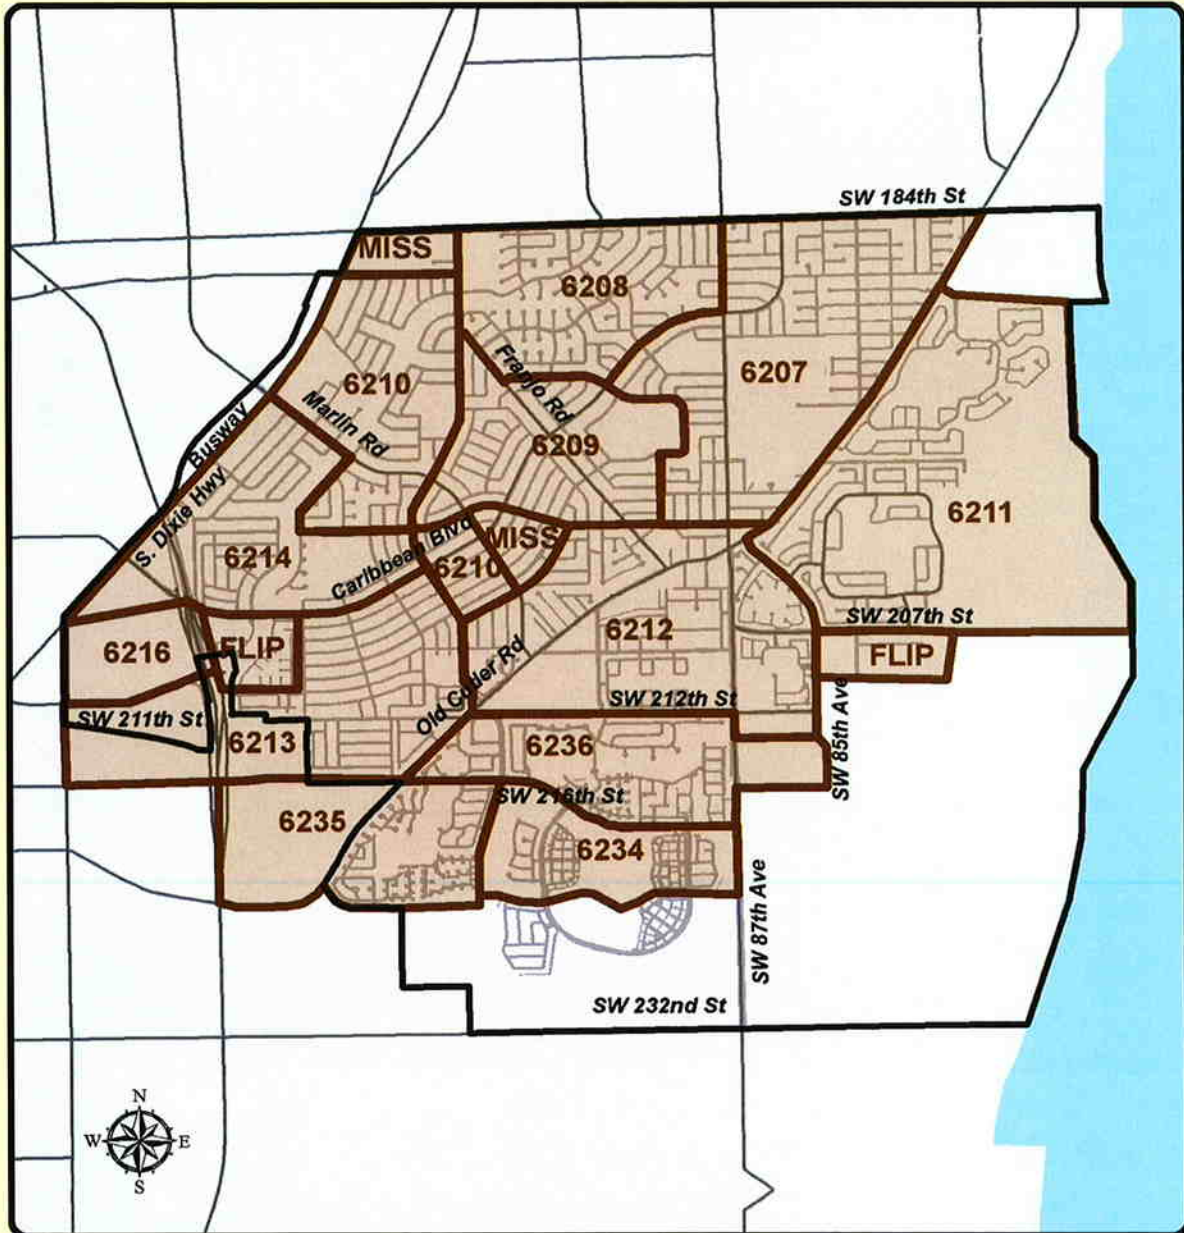 SW 184th St
MISS
6208
Franjo Rd
6207
6210
Marlin Rd
Busway
6209
S. Dixie Hwy
6211
MISS
6214
Caribbean Blvd
6210
SW 207th St
6212
6216
FLIP
FLIP
Old Cutler Rd
SW 212th St
SW 211th St
6213
6236
SW 85th Ave
SW 216th St
6235
6234
SW 87th Ave
SW 232nd St
N
W
E
S